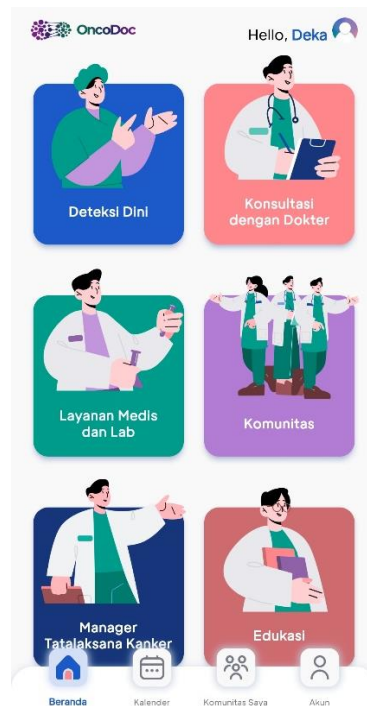 OncoDoc
Hello, Deka
Deteksi Dini
Konsultasi
dengan Dokter
Layanan Medis
dan Lab
Komunitas
Manager
Tatalaksana Kanker
Edukasi
Beranda
Kalender
Komunitas Saya
Akun